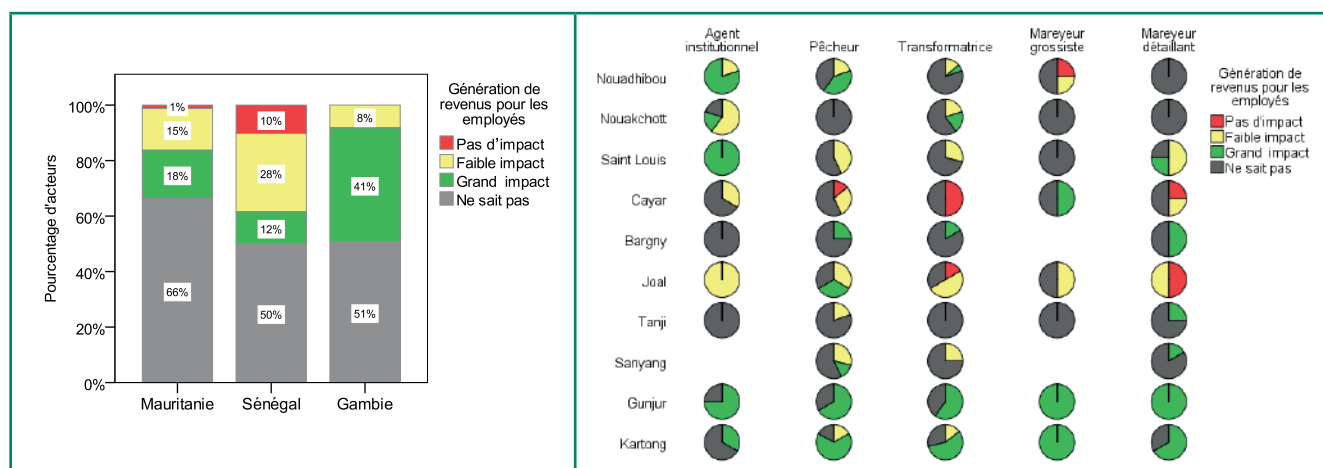 Génération de
revenus pour les
employés
Pas d'impact
Faible impact
Grand impact
Ne sait pas
Pourcentage d'acteurs
100%
80%
60%
40%
20%
0%
1%
15%
18%
66%
10%
28%
12%
50%
8%
41%
51%
Mauritanie
Sénégal
Gambie
Agent
institutionnel
Pêcheur
Transformatrice
Mareyeur
grossiste
Mareyeur
détaillant
Nouadhibou
Nouakchott
Saint Louis
Cayar
Bargny
Joal
Tanji
Sanyang
Gunjur
Kartong
Génération de
revenus pour les
employés
Pas d'impact
Faible impact
Grand impact
Ne sait pas